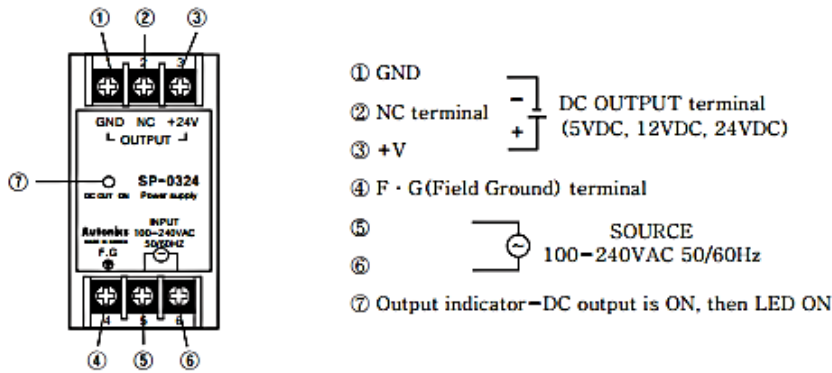 ① ② ③
2 3
GND NC +24V
OUTPUT
⑦
SP-0324
DC OUT ON Power supply
INPUT
Autonics 100-240VAC
MADE IN KOREA 50/60HZ
F.G
4 5 6
④ ⑤ ⑥
① GND
② NC terminal
③ +V
− +
DC OUTPUT terminal
(5VDC, 12VDC, 24VDC)
④ F · G(Field Ground) terminal
⑤
⑥
SOURCE
100-240VAC 50/60Hz
⑦ Output indicator-DC output is ON, then LED ON